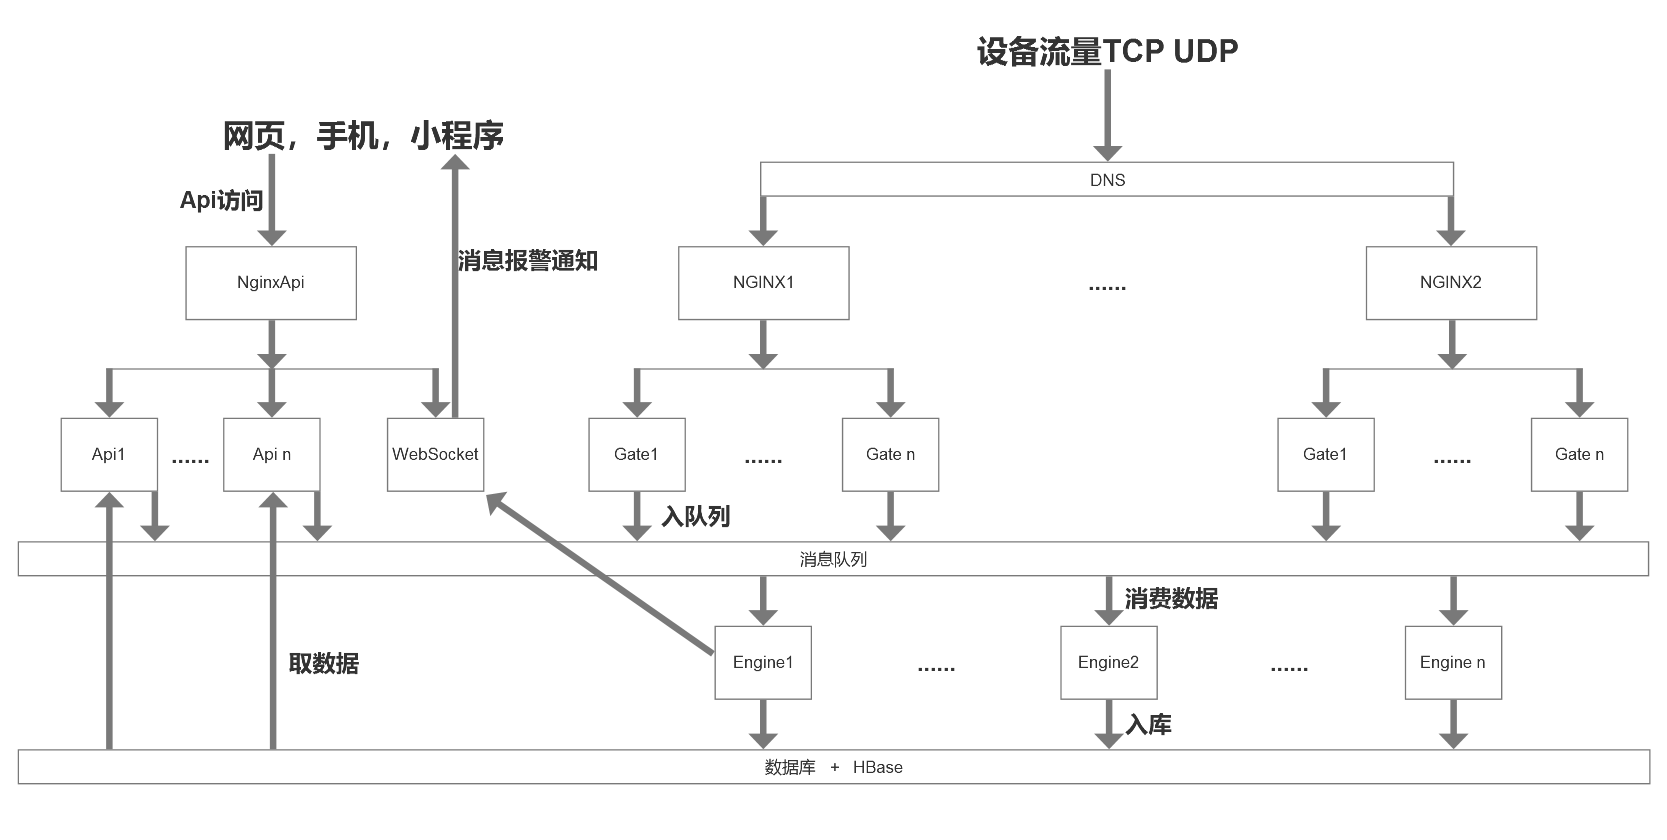 设备流量TCP UDP
网页，手机，小程序
DNS
Api访问
消息报警通知
NginxApi
NGINX1
......
NGINX2
Api1
......
Api n
WebSocket
Gate1
......
Gate n
Gate1
......
Gate n
入队列
消息队列
消费数据
取数据
Engine1
......
Engine2
......
Engine n
入库
数据库 + HBase